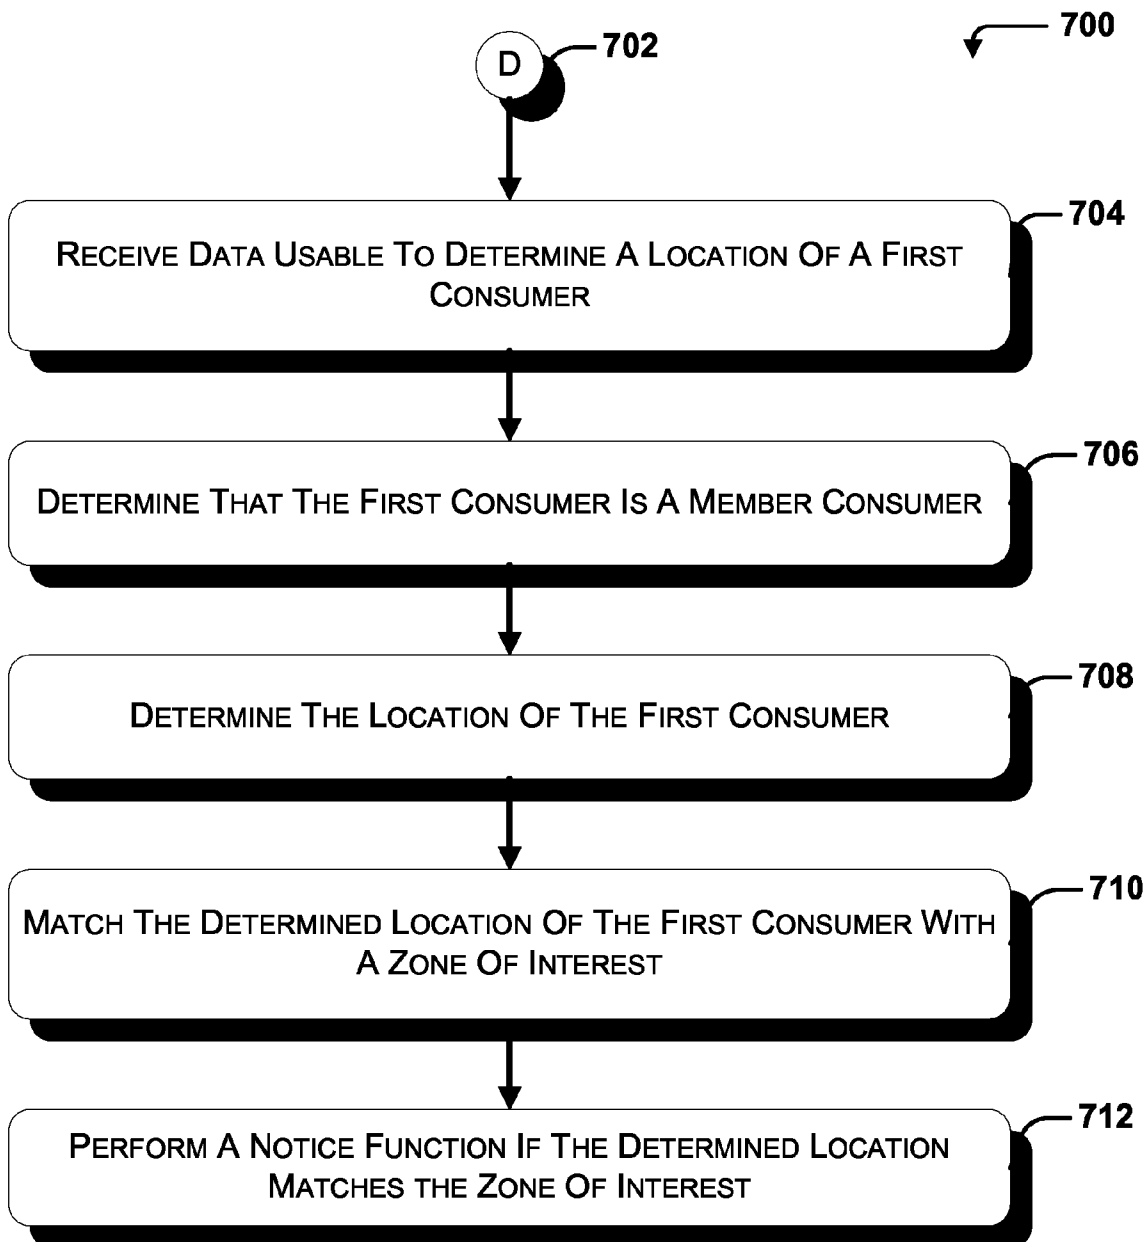 700
D
702
704
RECEIVE DATA USABLE TO DETERMINE A LOCATION OF A FIRST
CONSUMER
706
DETERMINE THAT THE FIRST CONSUMER IS A MEMBER CONSUMER
708
DETERMINE THE LOCATION OF THE FIRST CONSUMER
710
MATCH THE DETERMINED LOCATION OF THE FIRST CONSUMER WITH
A ZONE OF INTEREST
712
PERFORM A NOTICE FUNCTION IF THE DETERMINED LOCATION
MATCHES THE ZONE OF INTEREST